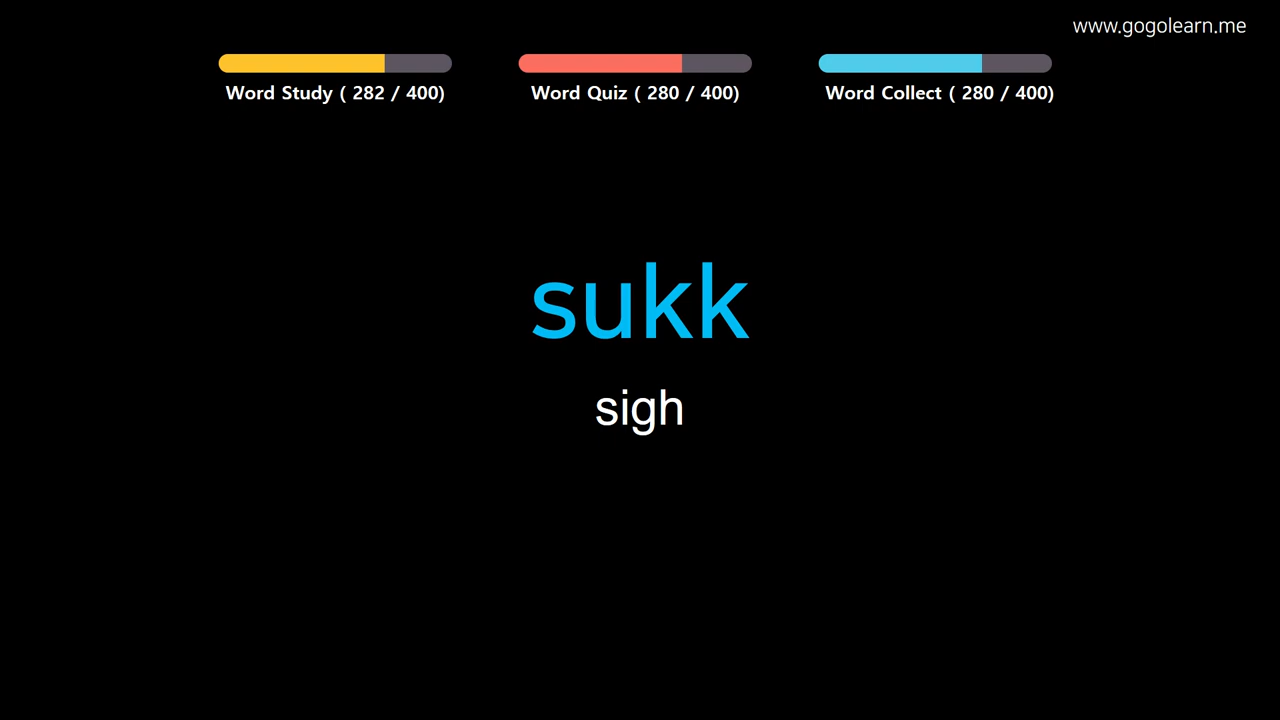 www.gogolearn.me
Word Study ( 282 / 400)
Word Quiz ( 280 / 400)
Word Collect ( 280 / 400)
sukk
sigh